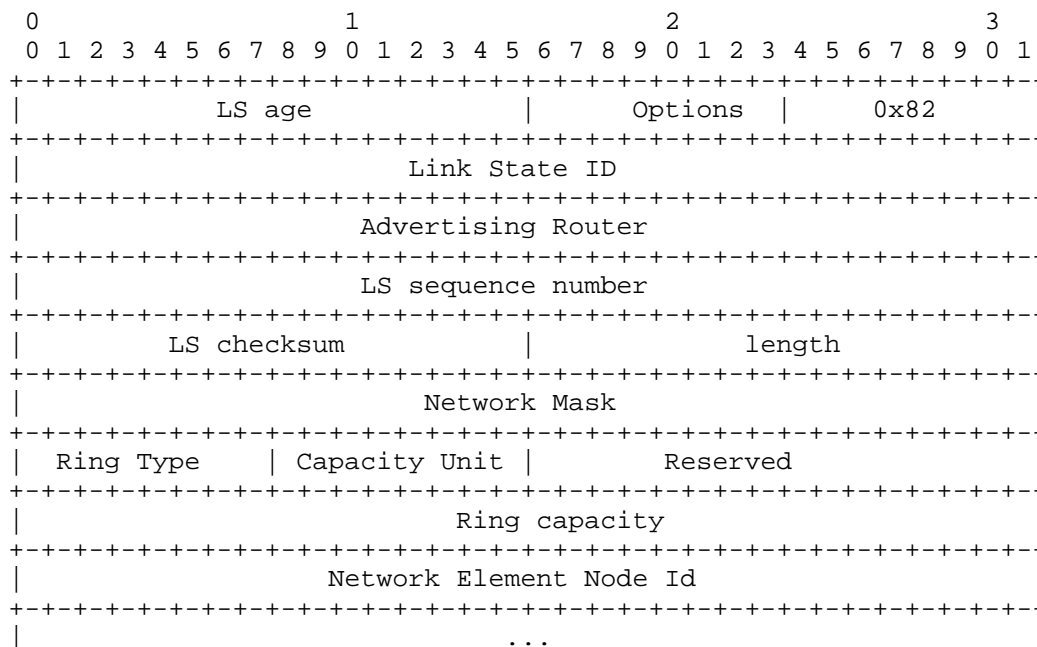 0                   1                   2                   3
0 1 2 3 4 5 6 7 8 9 0 1 2 3 4 5 6 7 8 9 0 1 2 3 4 5 6 7 8 9 0 1
+-+-+-+-+-+-+-+-+-+-+-+-+-+-+-+-+-+-+-+-+-+-+-+-+-+-+-+-+-+-+-+--
|            LS age             |      Options  |     0x82
+-+-+-+-+-+-+-+-+-+-+-+-+-+-+-+-+-+-+-+-+-+-+-+-+-+-+-+-+-+-+-+--
|                        Link State ID
+-+-+-+-+-+-+-+-+-+-+-+-+-+-+-+-+-+-+-+-+-+-+-+-+-+-+-+-+-+-+-+--
|                     Advertising Router
+-+-+-+-+-+-+-+-+-+-+-+-+-+-+-+-+-+-+-+-+-+-+-+-+-+-+-+-+-+-+-+--
|                     LS sequence number
+-+-+-+-+-+-+-+-+-+-+-+-+-+-+-+-+-+-+-+-+-+-+-+-+-+-+-+-+-+-+-+--
|         LS checksum           |             length
+-+-+-+-+-+-+-+-+-+-+-+-+-+-+-+-+-+-+-+-+-+-+-+-+-+-+-+-+-+-+-+--
|                         Network Mask
+-+-+-+-+-+-+-+-+-+-+-+-+-+-+-+-+-+-+-+-+-+-+-+-+-+-+-+-+-+-+-+--
|  Ring Type    | Capacity Unit |        Reserved
+-+-+-+-+-+-+-+-+-+-+-+-+-+-+-+-+-+-+-+-+-+-+-+-+-+-+-+-+-+-+-+--
|                           Ring capacity
+-+-+-+-+-+-+-+-+-+-+-+-+-+-+-+-+-+-+-+-+-+-+-+-+-+-+-+-+-+-+-+--
|                   Network Element Node Id
+-+-+-+-+-+-+-+-+-+-+-+-+-+-+-+-+-+-+-+-+-+-+-+-+-+-+-+-+-+-+-+--
|                              ...